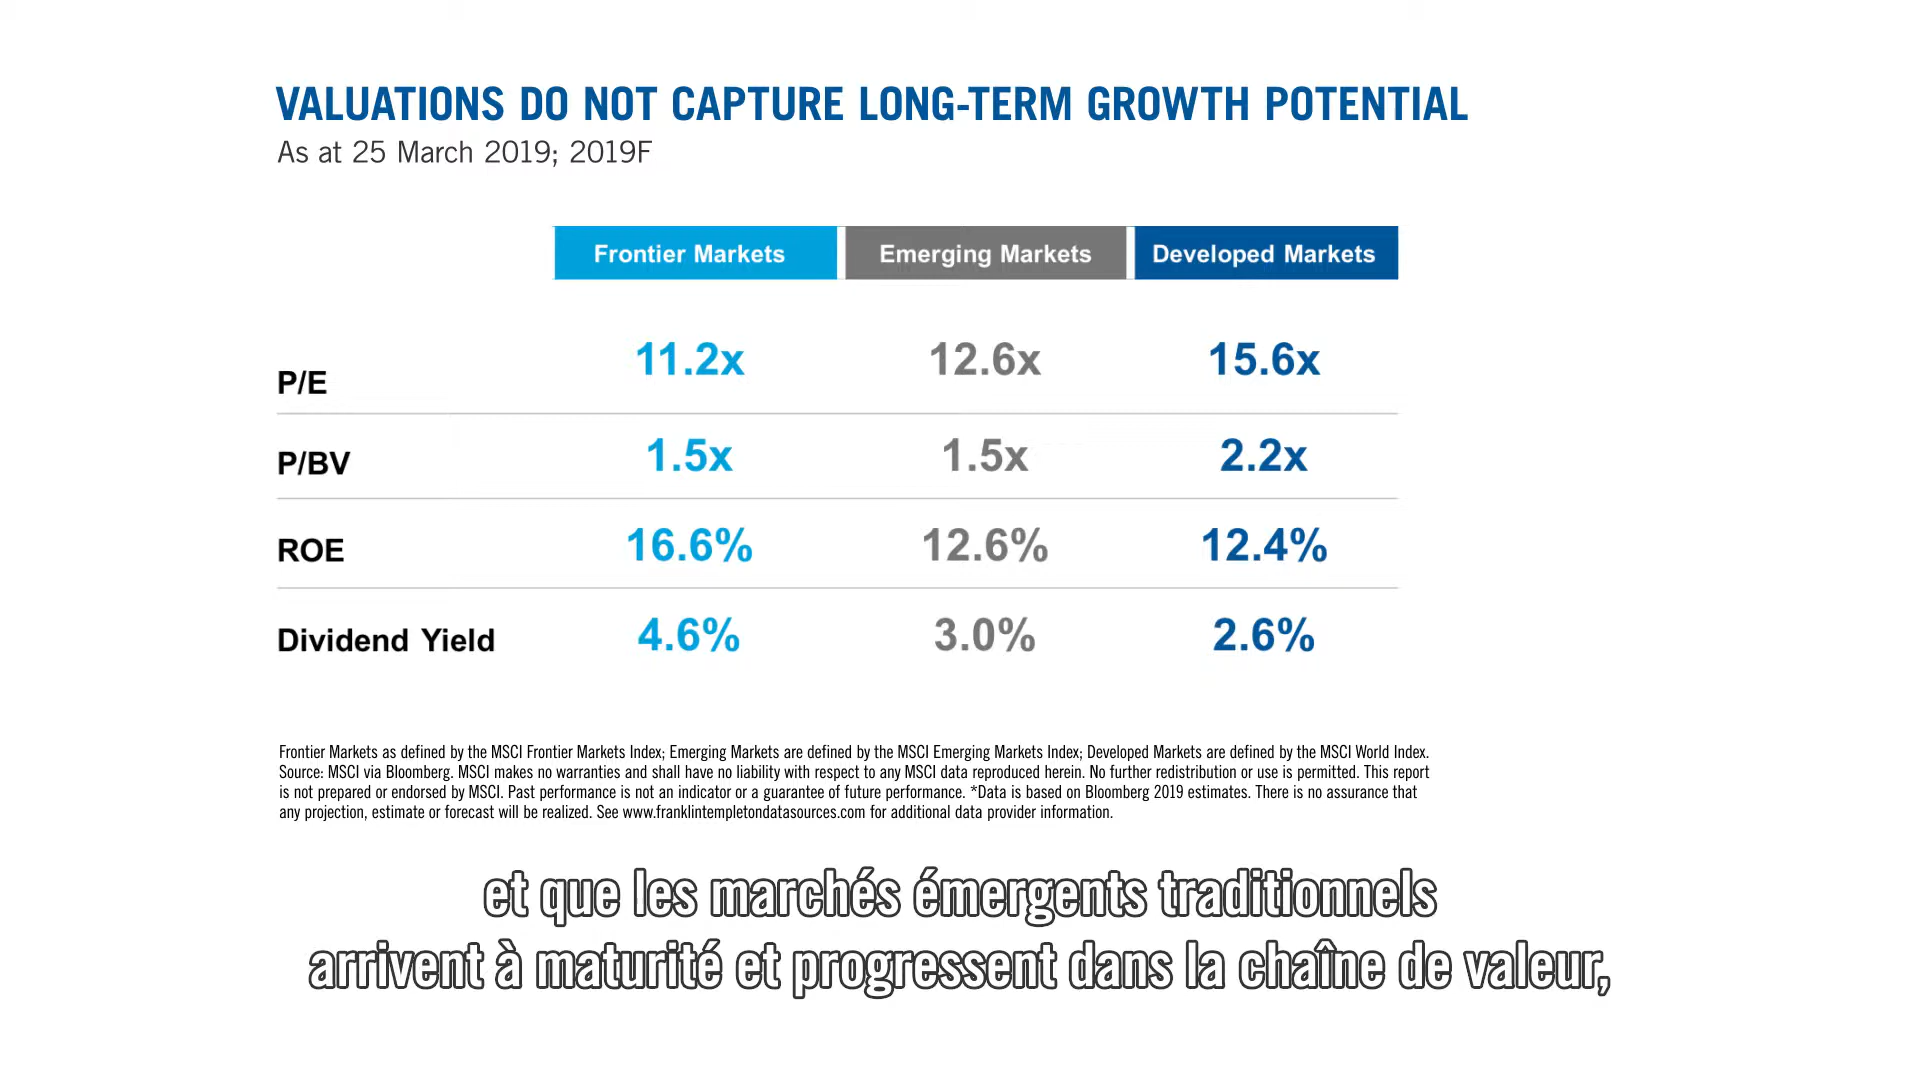 VALUATIONS DO NOT CAPTURE LONG-TERM GROWTH POTENTIAL
As at 25 March 2019; 2019F
Frontier Markets Emerging Markets Developed Markets
P/E 11.2x 12.6x 15.6x
P/BV 1.5x 1.5x 2.2x
ROE 16.6% 12.6% 12.4%
Dividend Yield 4.6% 3.0% 2.6%
Frontier Markets as defined by the MSCI Frontier Markets Index; Emerging Markets are defined by the MSCI Emerging Markets Index; Developed Markets are defined by the MSCI World Index.
Source: MSCI via Bloomberg. MSCI makes no warranties and shall have no liability with respect to any MSCI data reproduced herein. No further redistribution or use is permitted. This report
is not prepared or endorsed by MSCI. Past performance is not an indicator or a guarantee of future performance. *Data is based on Bloomberg 2019 estimates. There is no assurance that
any projection, estimate or forecast will be realized. See www.franklintempletondatasources.com for additional data provider information.
et que les marchés émergents traditionnels
arrivent à maturité et progressent dans la chaîne de valeur,